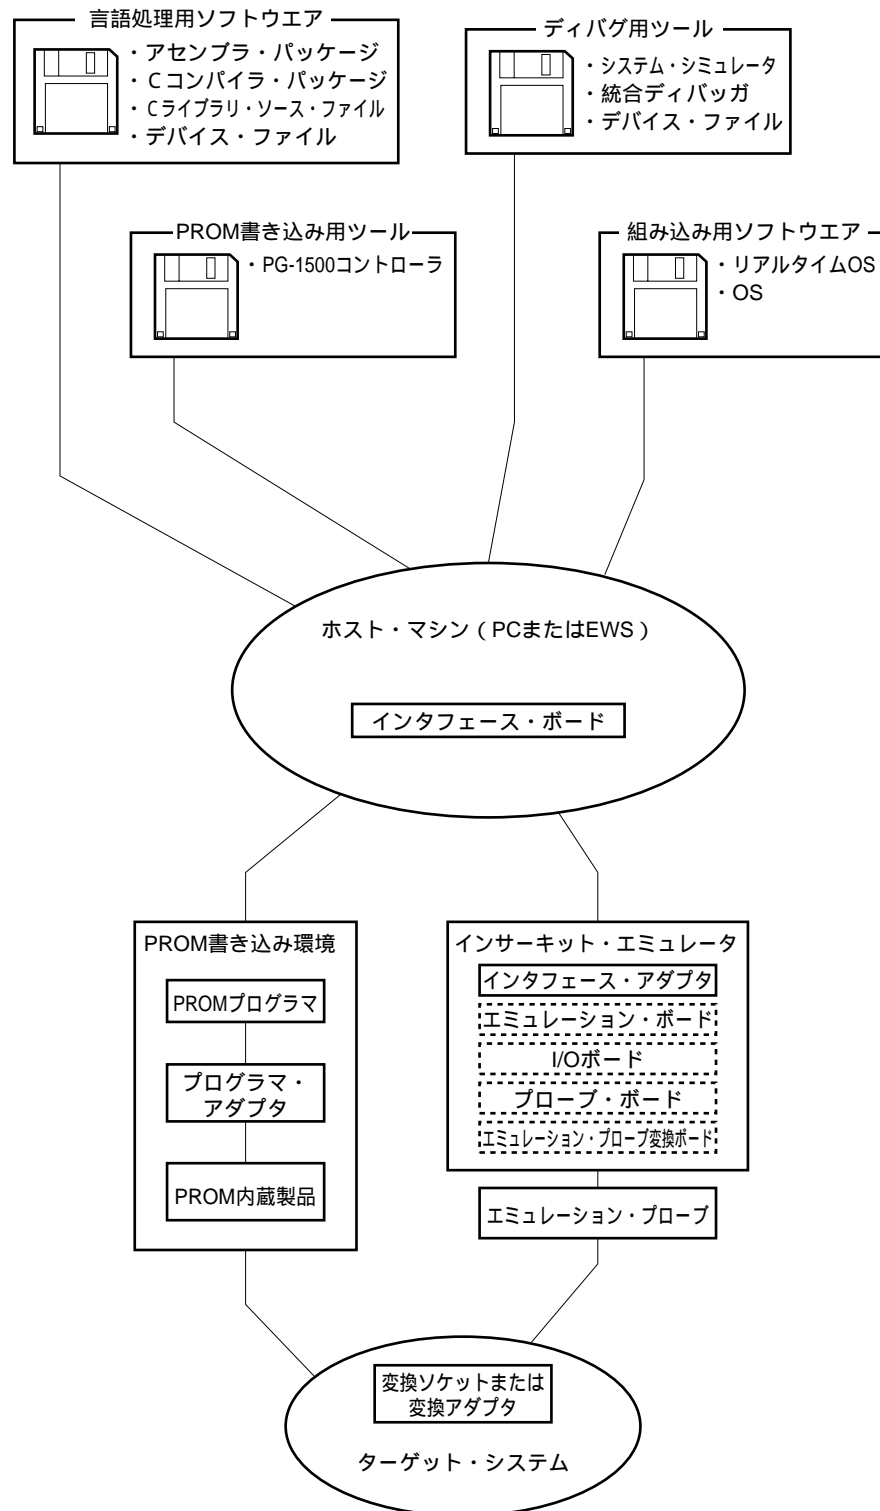 言語処理用ソフトウエア
・アセンブラ・パッケージ
・Cコンパイラ・パッケージ
・Cライブラリ・ソース・ファイル
・デバイス・ファイル
ディバグ用ツール
・システム・シミュレータ
・統合ディバッガ
・デバイス・ファイル
PROM書き込み用ツール
・PG-1500コントローラ
組み込み用ソフトウエア
・リアルタイムOS
・OS
ホスト・マシン（PCまたはEWS）
インタフェース・ボード
PROM書き込み環境
PROMプログラマ
プログラマ・
アダプタ
PROM内蔵製品
インサーキット・エミュレータ
インタフェース・アダプタ
エミュレーション・ボード
I/Oボード
プローブ・ボード
エミュレーション・プローブ変換ボード
エミュレーション・プローブ
変換ソケットまたは
変換アダプタ
ターゲット・システム